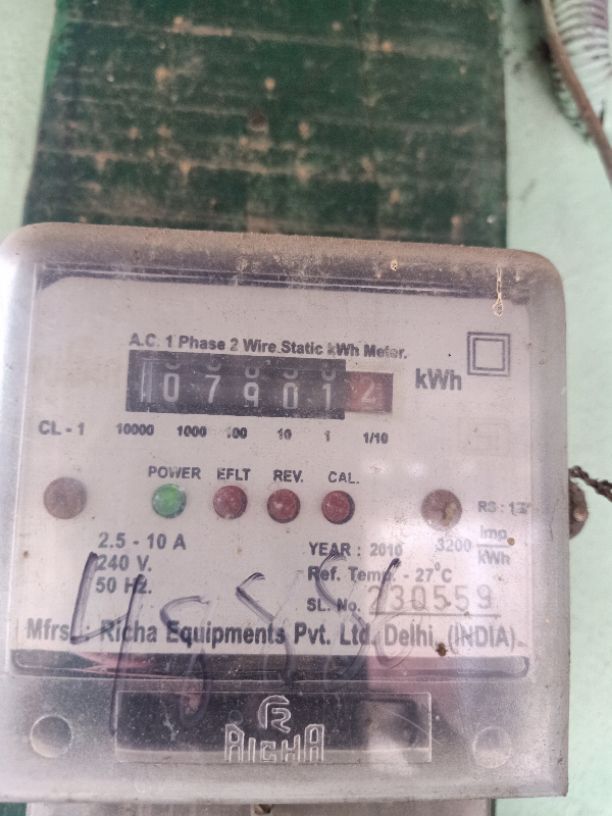 A.C. 1 Phase 2 Wire Static kWh Meter.
07901 2 kWh
CL - 1 10000 1000 100 10 1 1/10
POWER EFLT REV. CAL.
2.5 - 10 A
240 V.
50 Hz.
YEAR : 2010 3200 imp./kWh
Ref. Temp. - 27°C
SL. No. 230559
Mfrs. : Richa Equipments Pvt. Ltd. Delhi. (INDIA).
RICHA